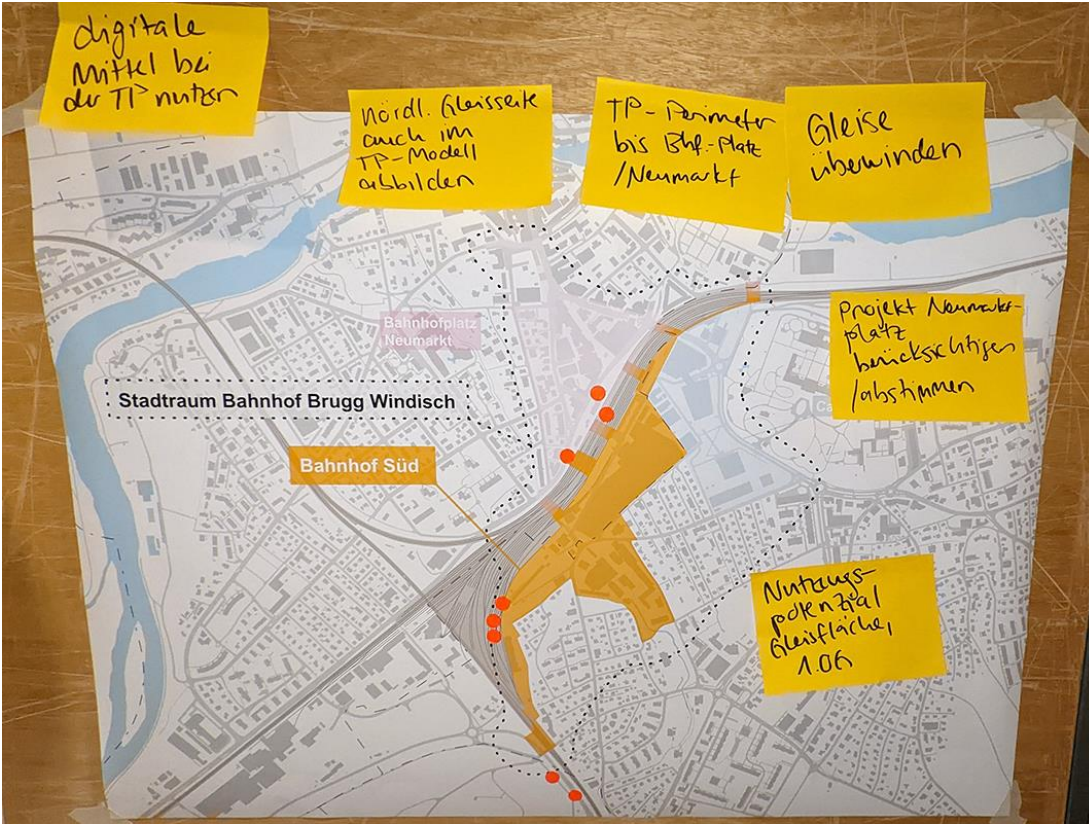 digitale
Mittel bei
der TP nutzen
nördl. Gleisseite
auch im
TP-Modell
abbilden
TP-Perimeter
bis Bhf.-Platz
/Neumarkt
Gleise
überwinden
Projekt Neumarkt-
platz
berücksichtigen
/abstimmen
Bahnhofplatz
Neumarkt
Stadtraum Bahnhof Brugg Windisch
Bahnhof Süd
Nutzungs-
potenzial
Gleisfläche,
1.OG